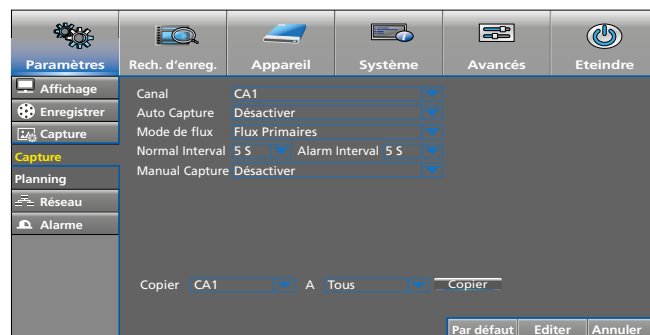 Paramètres Rech. d'enreg. Appareil Système Avancés Eteindre
Affichage
Enregistrer
Capture
Capture
Planning
Réseau
Alarme
Canal CA1
Auto Capture Désactiver
Mode de flux Flux Primaires
Normal Interval 5 S Alarm Interval 5 S
Manual Capture Désactiver
Copier CA1 A Tous Copier
Par défaut Editer Annuler